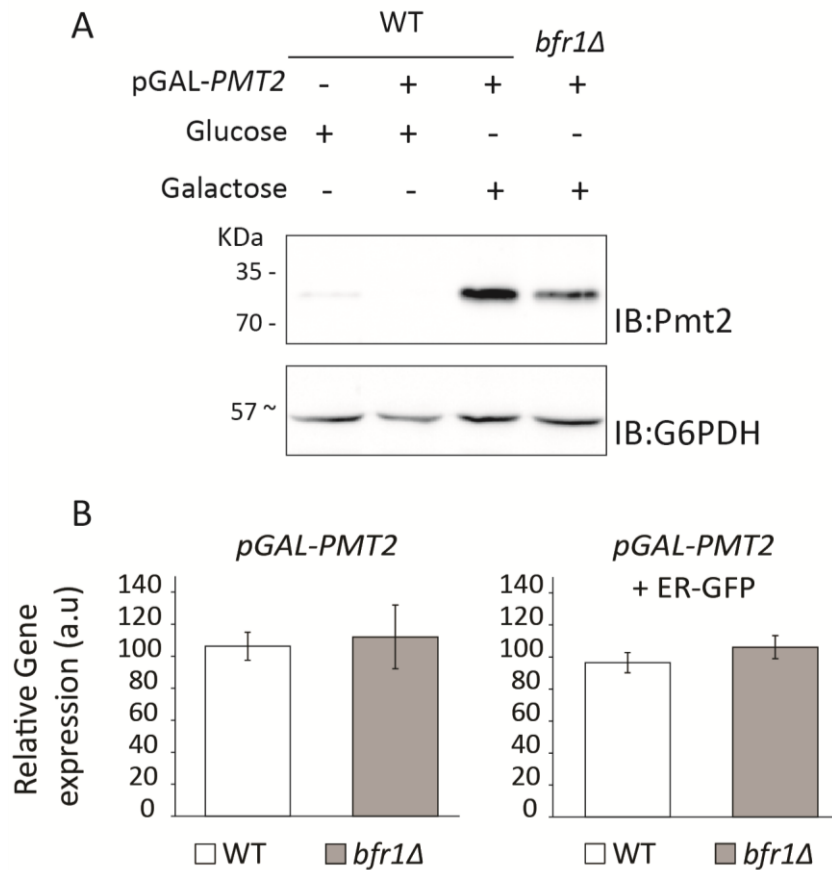 A
WT
bfr1Δ
pGAL-PMT2 - + + +
Glucose + + - -
Galactose - - + +
KDa
35 -
70 -
IB:Pmt2
57 ~
IB:G6PDH
B
pGAL-PMT2
Relative Gene
expression (a.u)
140
120
100
80
60
40
20
0
WT bfr1Δ
pGAL-PMT2
+ ER-GFP
140
120
100
80
60
40
20
0
WT bfr1Δ